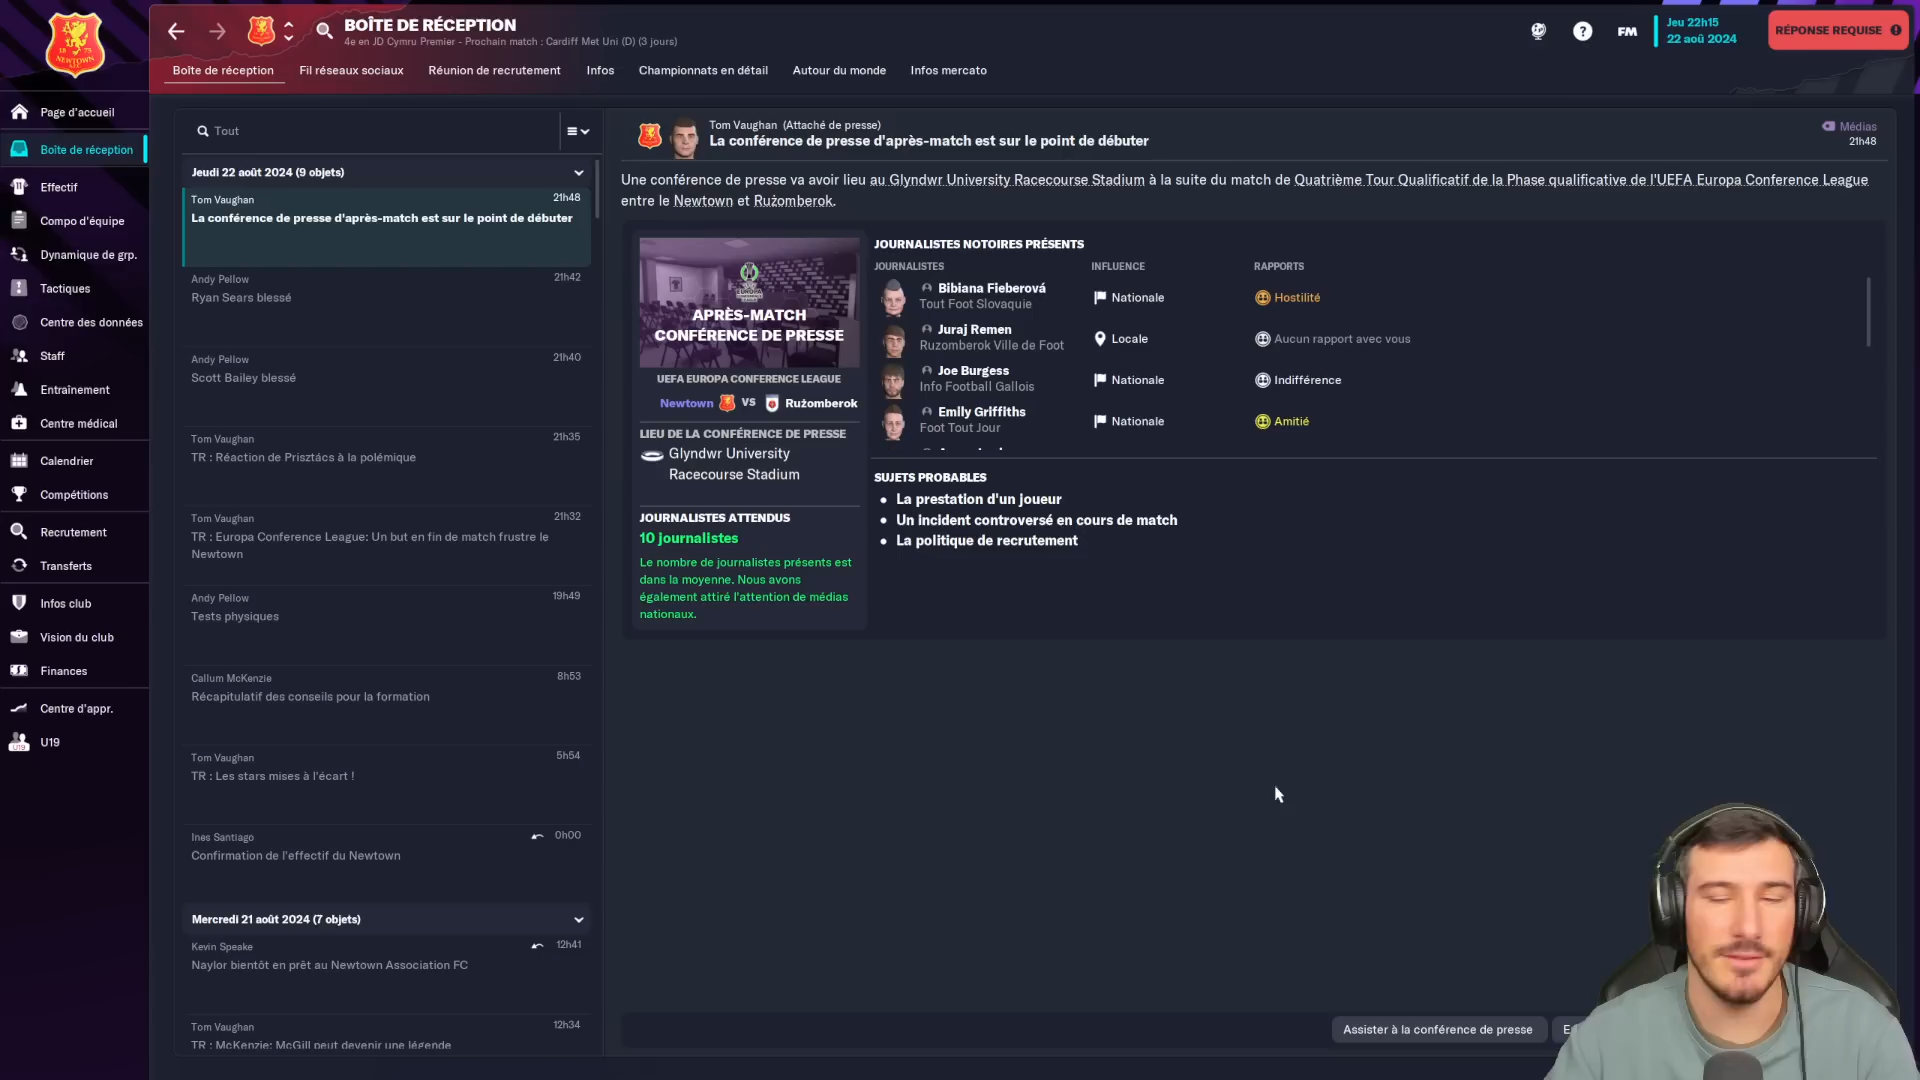 BOÎTE DE RÉCEPTION
4e en JD Cymru Premier - Prochain match : Cardiff Met Uni (D) (3 jours)
FM
Jeu 22h15
22 aoû 2024
RÉPONSE REQUISE
Boîte de réception
Fil réseaux sociaux
Réunion de recrutement
Infos
Championnats en détail
Autour du monde
Infos mercato
NEWTOWN
Page d'accueil
Boîte de réception
Effectif
Compo d'équipe
Dynamique de grp.
Tactiques
Centre des données
Staff
Entraînement
Centre médical
Calendrier
Compétitions
Recrutement
Transferts
Infos club
Vision du club
Finances
Centre d'appr.
U19
Tout
Jeudi 22 août 2024 (9 objets)
Tom Vaughan 21h48
La conférence de presse d'après-match est sur le point de débuter
Andy Pellow 21h42
Ryan Sears blessé
Andy Pellow 21h40
Scott Bailey blessé
Tom Vaughan 21h35
TR : Réaction de Prisztács à la polémique
Tom Vaughan 21h32
TR : Europa Conference League: Un but en fin de match frustre le
Newtown
Andy Pellow 19h49
Tests physiques
Callum McKenzie 8h53
Récapitulatif des conseils pour la formation
Tom Vaughan 5h54
TR : Les stars mises à l'écart !
Ines Santiago 0h00
Confirmation de l'effectif du Newtown
Mercredi 21 août 2024 (7 objets)
Kevin Speake 12h41
Naylor bientôt en prêt au Newtown Association FC
Tom Vaughan 12h34
TR : McKenzie: McGill peut devenir une légende
Tom Vaughan (Attaché de presse)
La conférence de presse d'après-match est sur le point de débuter
Médias
21h48
Une conférence de presse va avoir lieu au Glyndwr University Racecourse Stadium à la suite du match de Quatrième Tour Qualificatif de la Phase qualificative de l'UEFA Europa Conference League
entre le Newtown et Ružomberok.
APRÈS-MATCH
CONFÉRENCE DE PRESSE
UEFA EUROPA CONFERENCE LEAGUE
Newtown VS Ružomberok
LIEU DE LA CONFÉRENCE DE PRESSE
Glyndwr University
Racecourse Stadium
JOURNALISTES ATTENDUS
10 journalistes
Le nombre de journalistes présents est
dans la moyenne. Nous avons
également attiré l'attention de médias
nationaux.
JOURNALISTES NOTOIRES PRÉSENTS
JOURNALISTES INFLUENCE RAPPORTS
Bibiana Fieberová
Tout Foot Slovaquie
Nationale
Hostilité
Juraj Remen
Ruzomberok Ville de Foot
Locale
Aucun rapport avec vous
Joe Burgess
Info Football Gallois
Nationale
Indifférence
Emily Griffiths
Foot Tout Jour
Nationale
Amitié
SUJETS PROBABLES
• La prestation d'un joueur
• Un incident controversé en cours de match
• La politique de recrutement
Assister à la conférence de presse